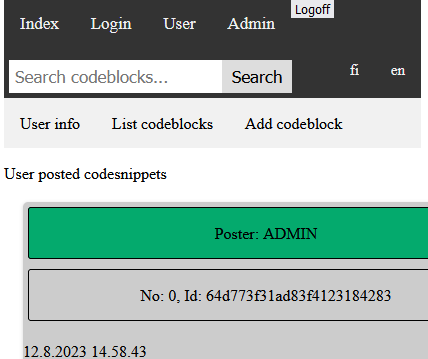 Index Login User Admin Logoff
Search codeblocks... Search fi en
User info List codeblocks Add codeblock
User posted codesnippets
Poster: ADMIN
No: 0, Id: 64d773f31ad83f4123184283
12.8.2023 14.58.43